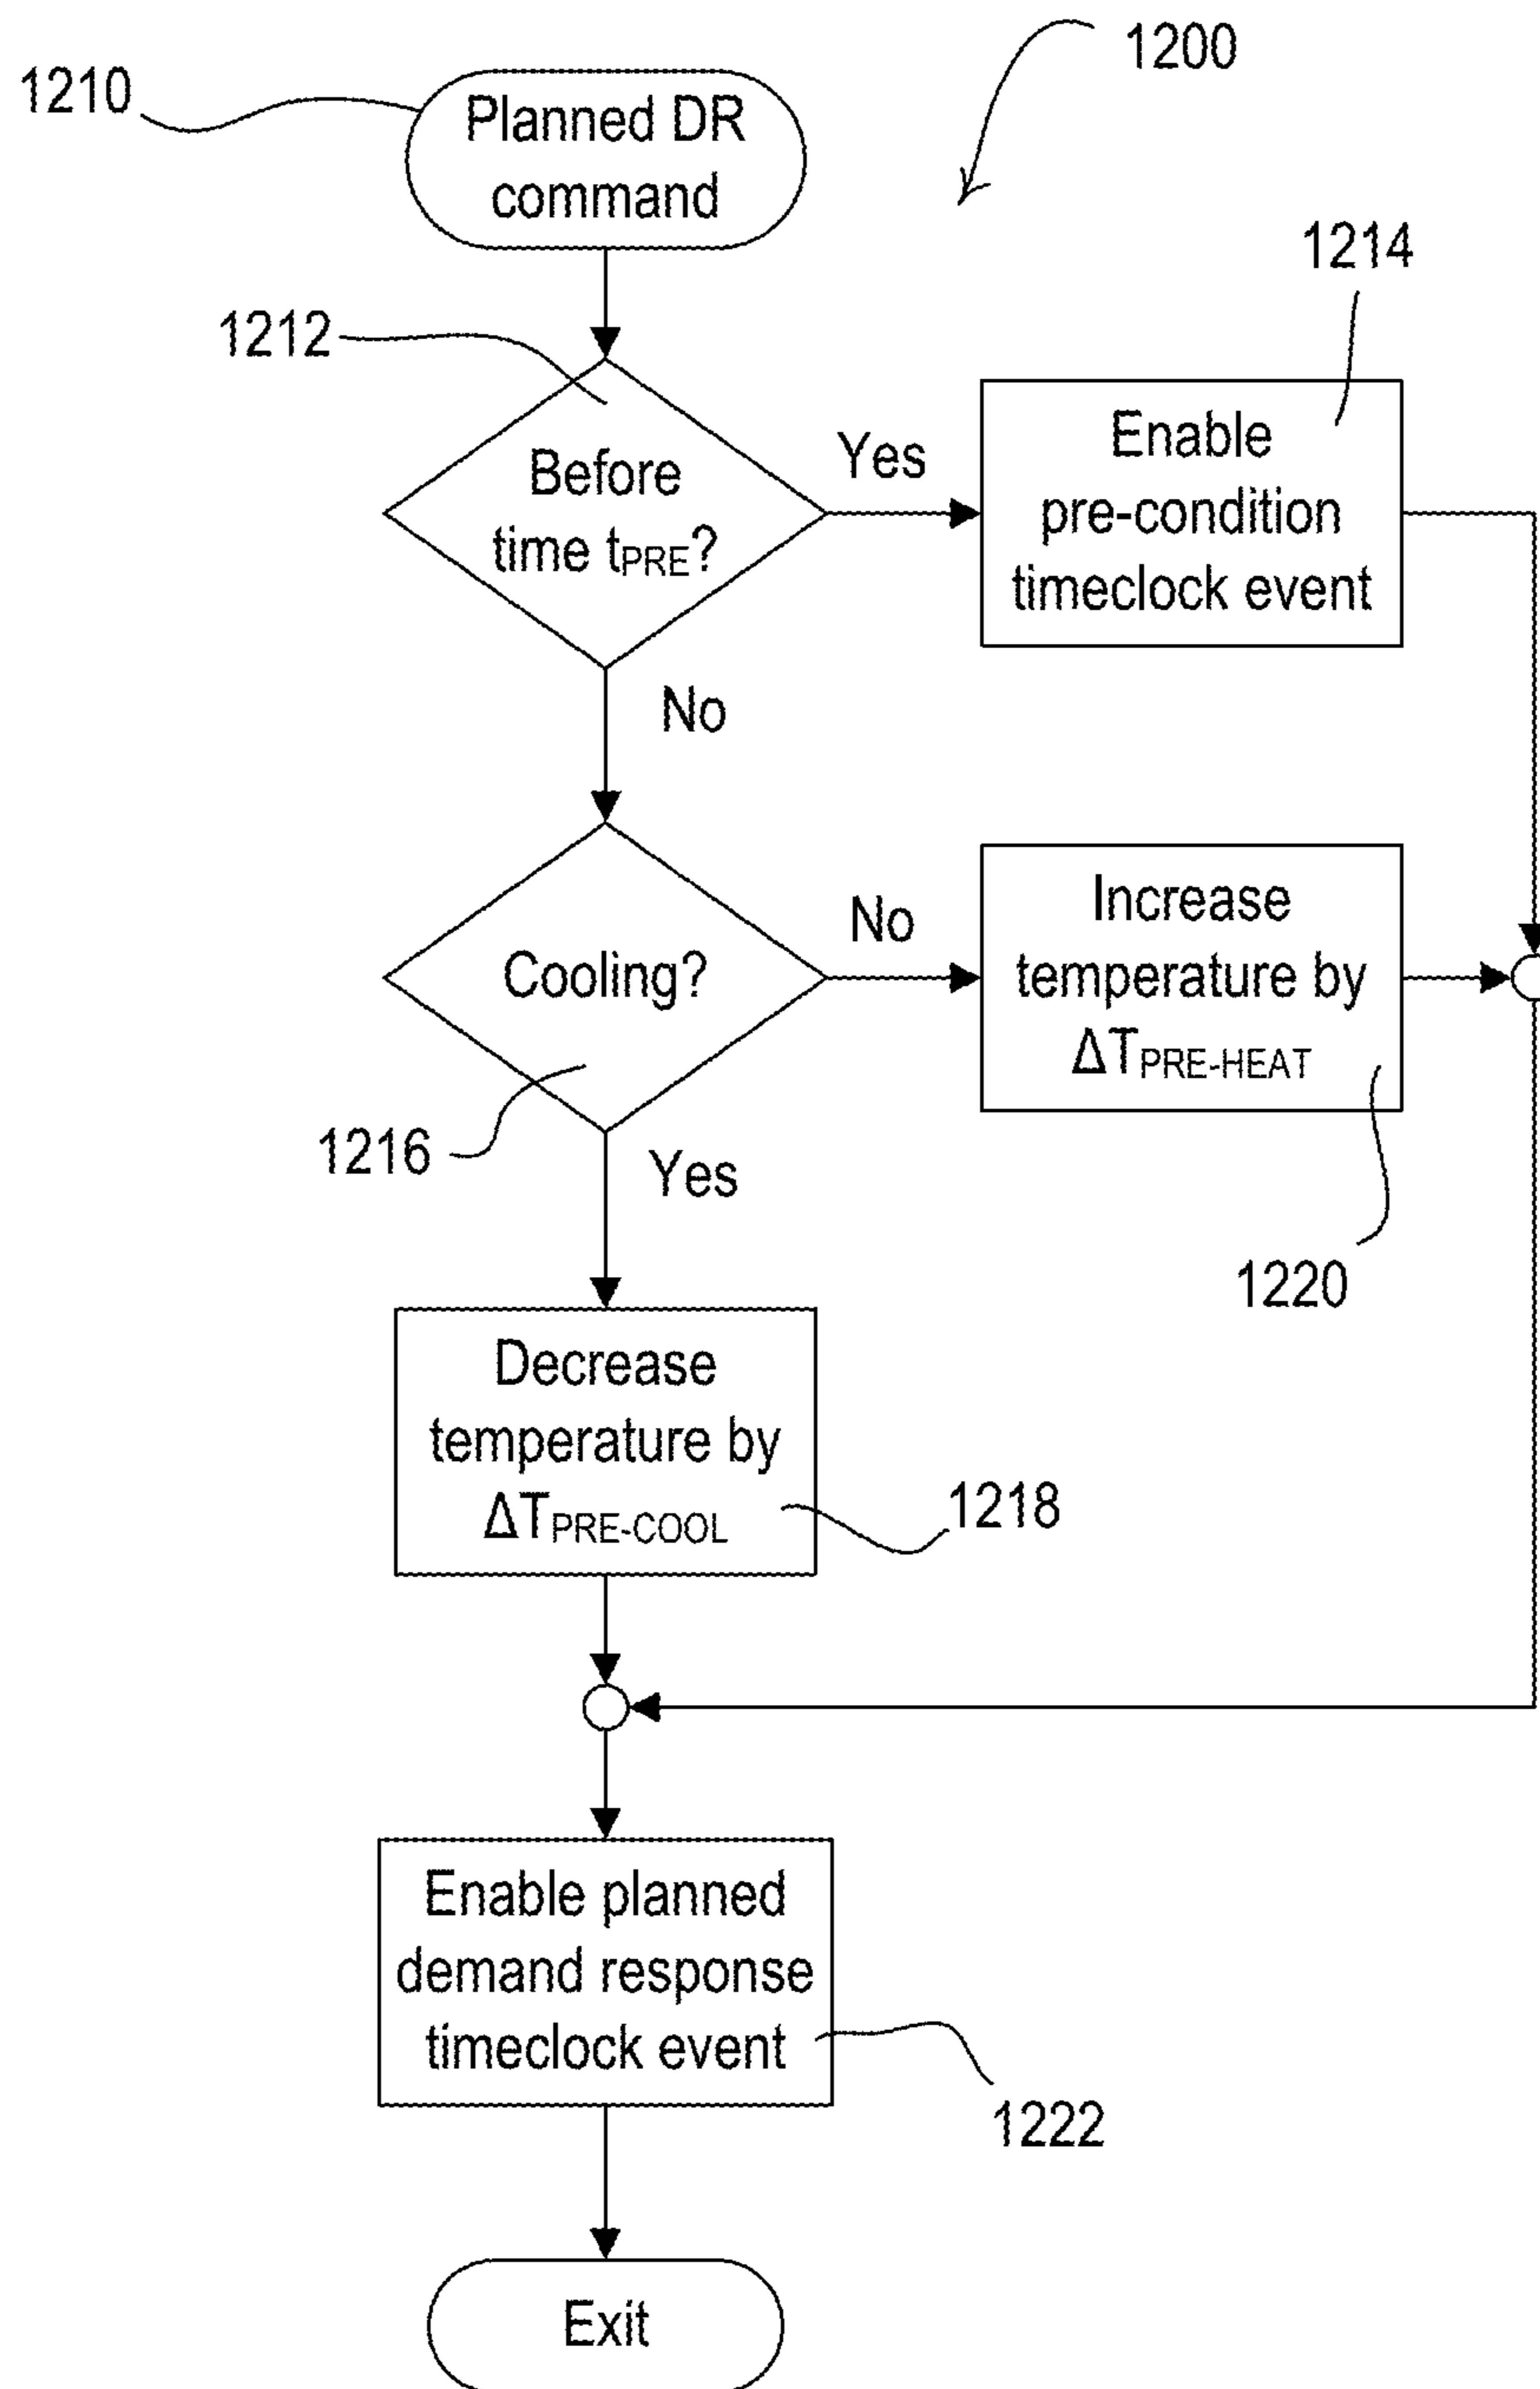 1200
1210
Planned DR
command
1214
1212
Before
time tPRE?
Yes
Enable
pre-condition
timeclock event
No
Cooling?
No
Increase
temperature by
ΔTPRE-HEAT
1216
Yes
1220
Decrease
temperature by
ΔTPRE-COOL
1218
Enable planned
demand response
timeclock event
1222
Exit